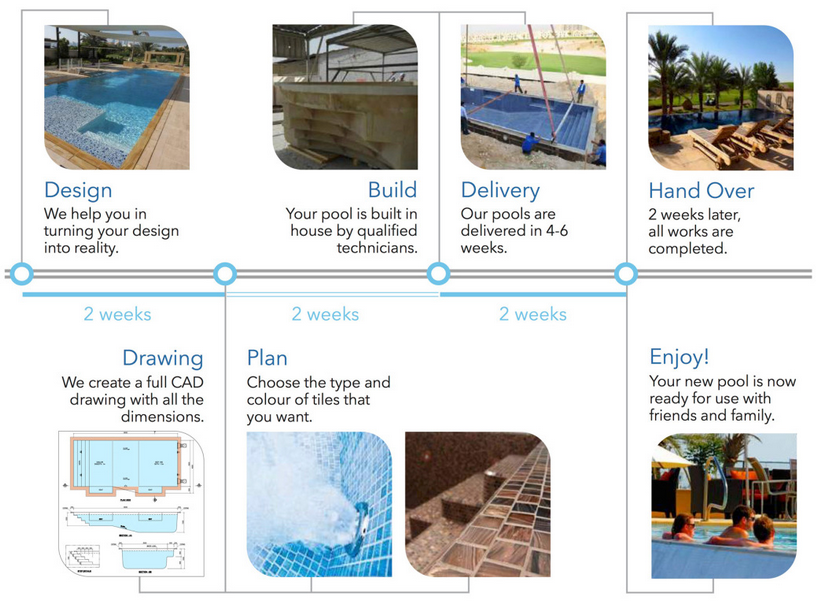 Design
We help you in
turning your design
into reality.
Build
Your pool is built in
house by qualified
technicians.
Delivery
Our pools are
delivered in 4-6
weeks.
Hand Over
2 weeks later,
all works are
completed.
2 weeks
2 weeks
2 weeks
Drawing
We create a full CAD
drawing with all the
dimensions.
Plan
Choose the type and
colour of tiles that
you want.
Enjoy!
Your new pool is now
ready for use with
friends and family.